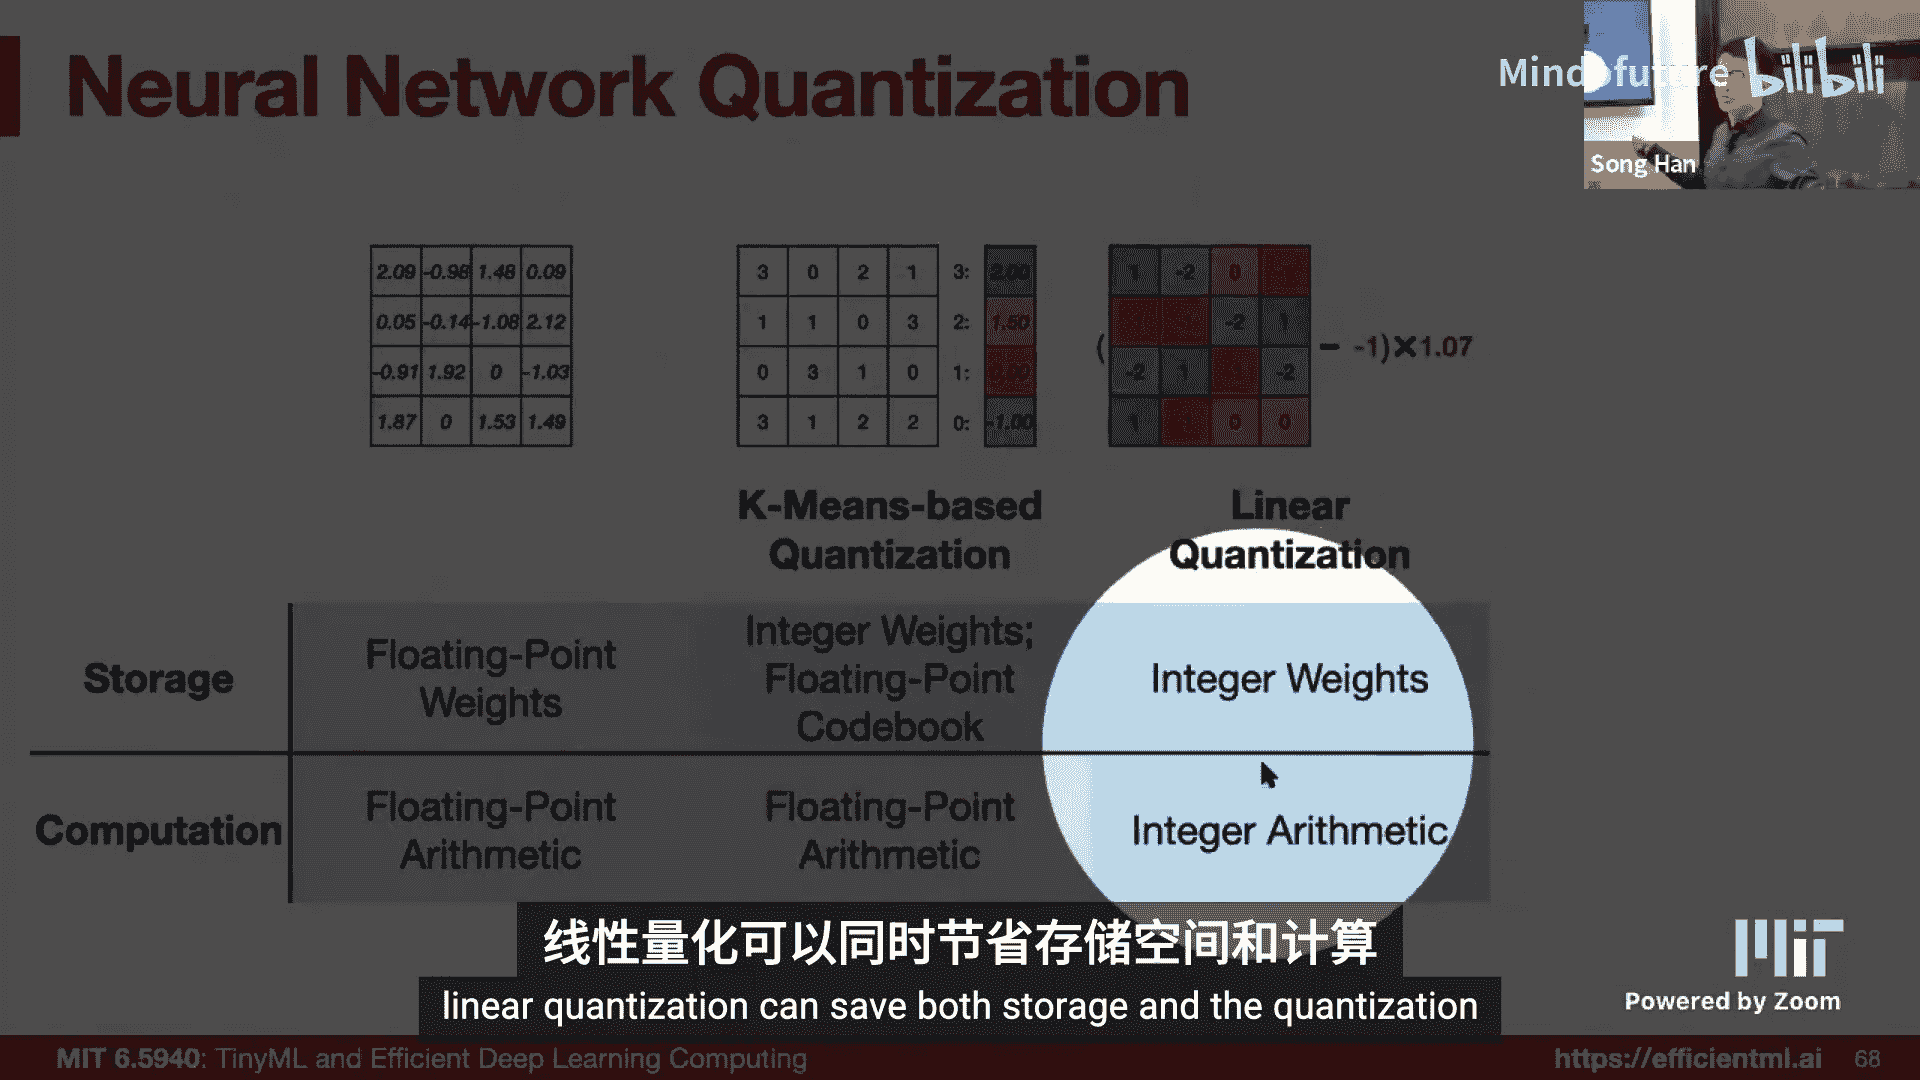 Neural Network Quantization
Mind of future bilibili
Song Han
2.09 -0.98 1.48 0.09
0.05 -0.14 -1.08 2.12
-0.91 1.92 0 -1.03
1.87 0 1.53 1.49
3 0 2 1
1 1 0 3
0 3 1 0
3 1 2 2
3: 2.00
2: 1.50
1: 0.00
0: -1.00
1 -2 0
-2 1
-2 1 -2
1 0 0
( - -1)×1.07
K-Means-based
Quantization
Linear
Quantization
Storage
Floating-Point
Weights
Integer Weights;
Floating-Point
Codebook
Integer Weights
Computation
Floating-Point
Arithmetic
Floating-Point
Arithmetic
Integer Arithmetic
线性量化可以同时节省存储空间和计算
linear quantization can save both storage and the quantization
MIT
Powered by Zoom
MIT 6.5940: TinyML and Efficient Deep Learning Computing
https://efficientml.ai 68